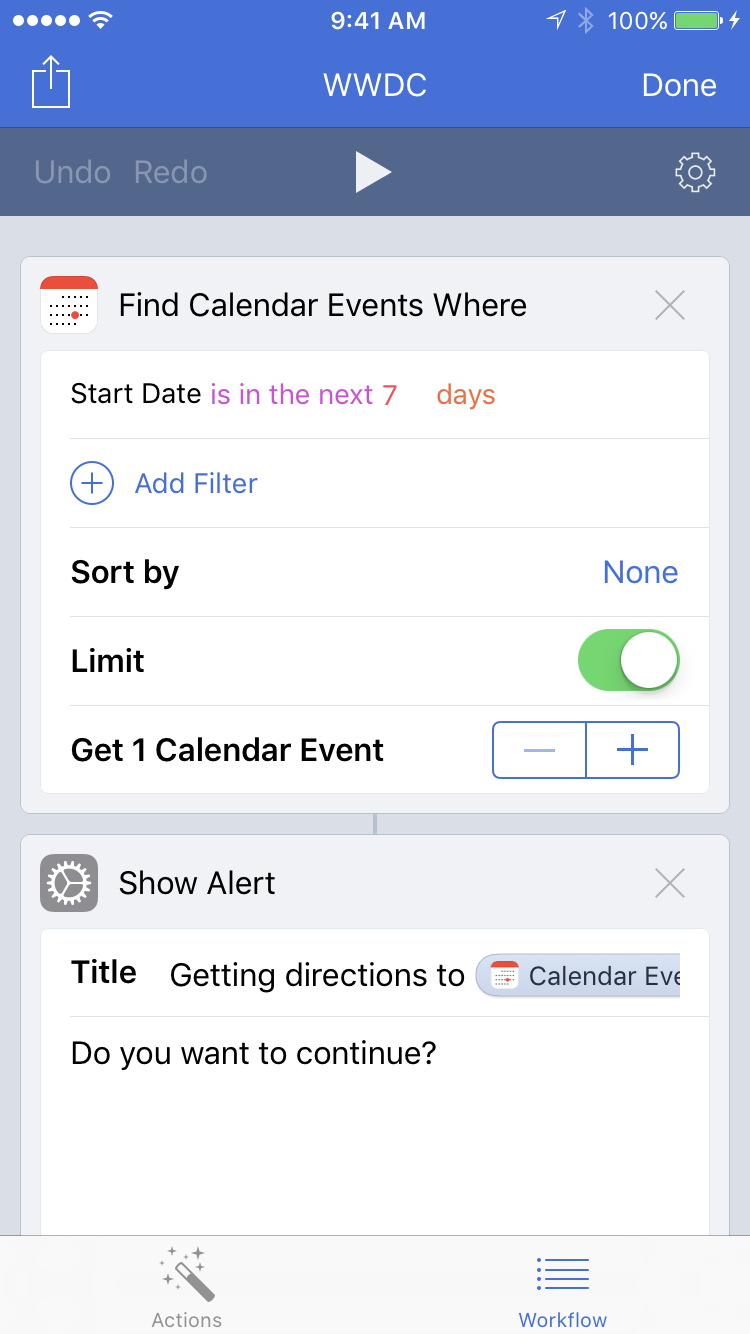 9:41 AM 100%
WWDC Done
Undo Redo
Find Calendar Events Where
Start Date is in the next 7 days
Add Filter
Sort by None
Limit
Get 1 Calendar Event
Show Alert
Title Getting directions to Calendar Eve
Do you want to continue?
Actions Workflow